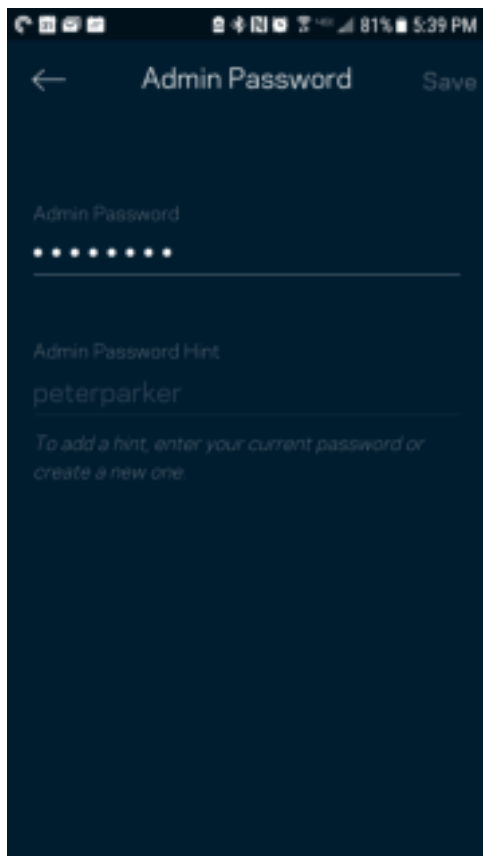 81% 5:39 PM
Admin Password Save
Admin Password
••••••••
Admin Password Hint
peterparker
To add a hint, enter your current password or
create a new one.